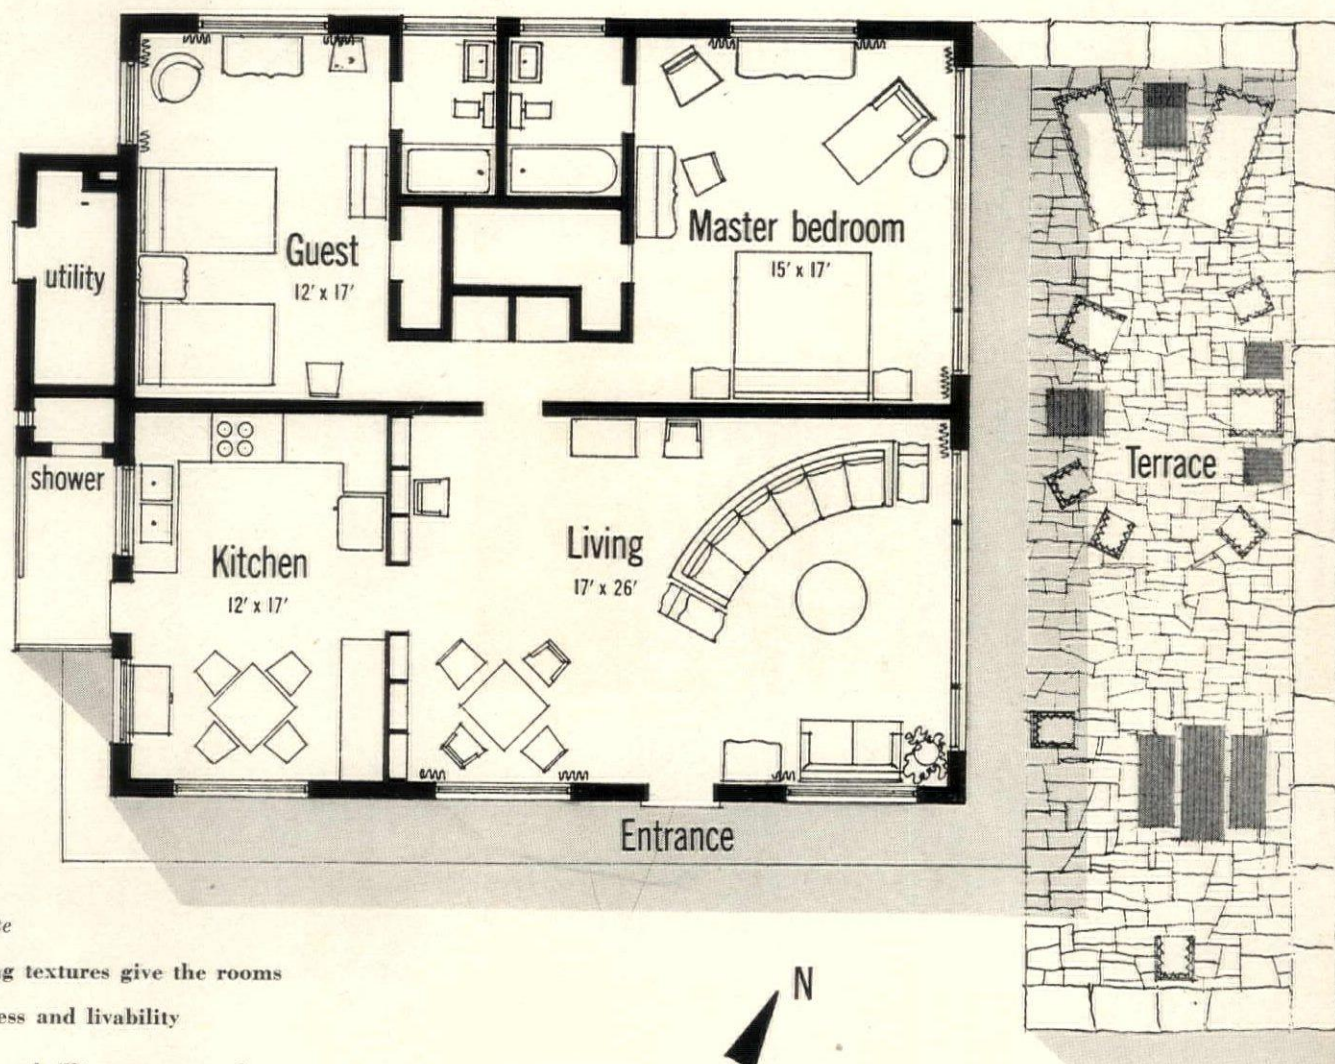 Guest
12' x 17'
Master bedroom
15' x 17'
utility
shower
Kitchen
12' x 17'
Living
17' x 26'
Terrace
Entrance
textures give the rooms
and livability
N